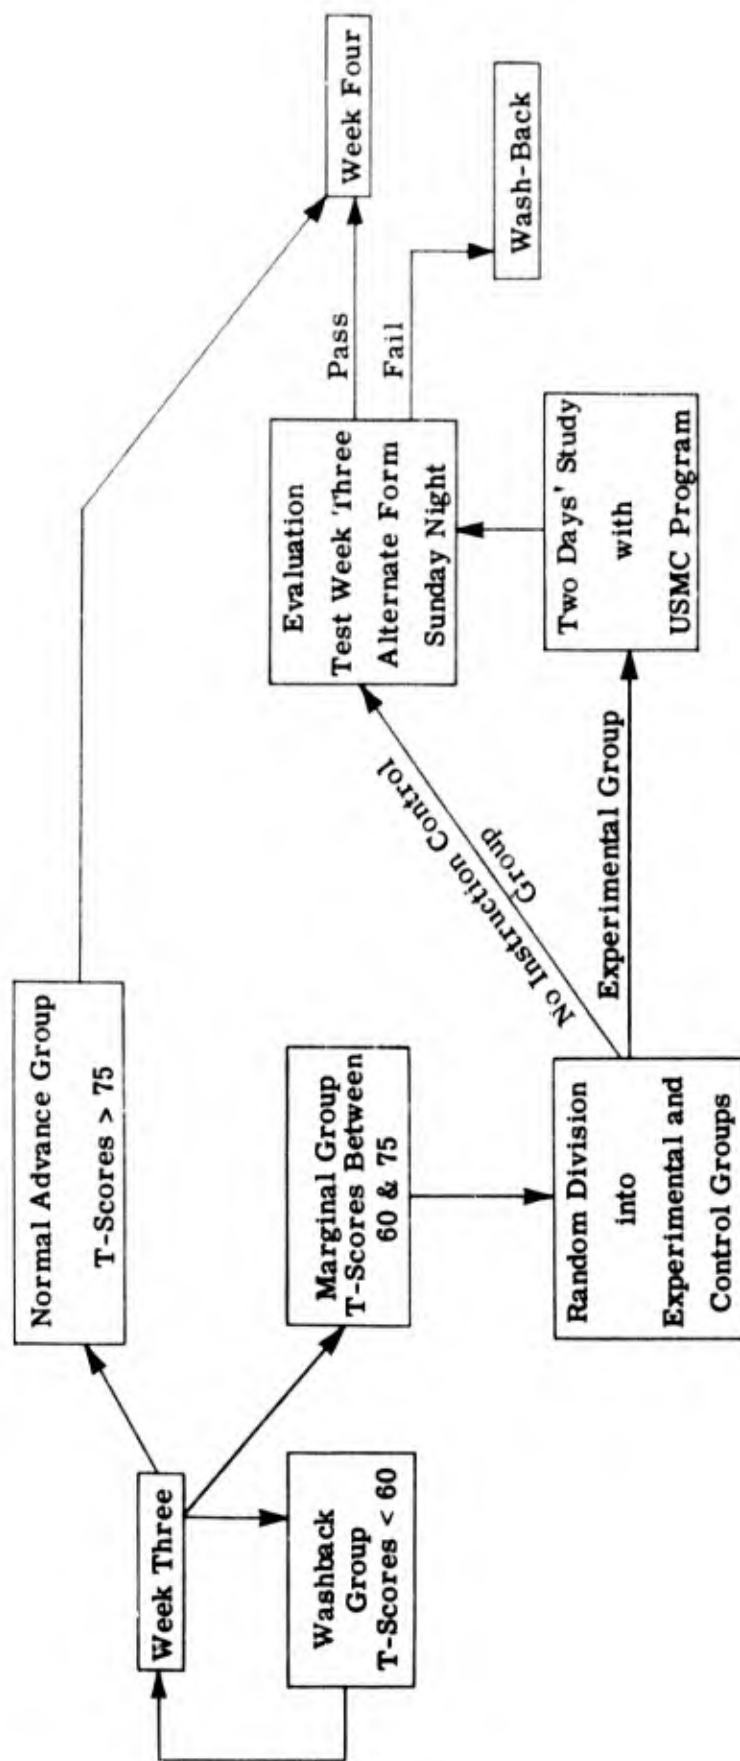 Week Three
Normal Advance Group
T-Scores > 75
Washback
Group
T-Scores < 60
Marginal Group
T-Scores Between
60 & 75
Random Division
into
Experimental and
Control Groups
No Instruction Control
Group
Experimental Group
Two Days' Study
with
USMC Program
Evaluation
Test Week Three
Alternate Form
Sunday Night
Pass
Fail
Week Four
Wash-Back